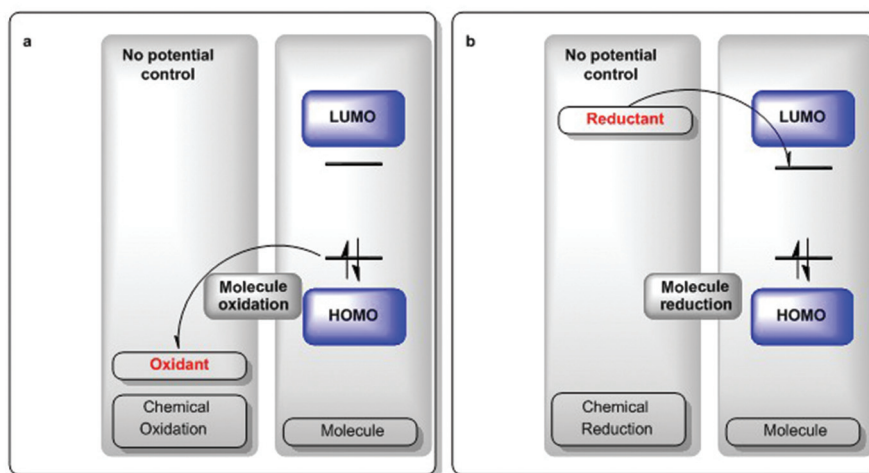 a
No potential
control
LUMO
Molecule
oxidation
HOMO
Oxidant
Chemical
Oxidation
Molecule
b
No potential
control
Reductant
LUMO
Molecule
reduction
HOMO
Chemical
Reduction
Molecule